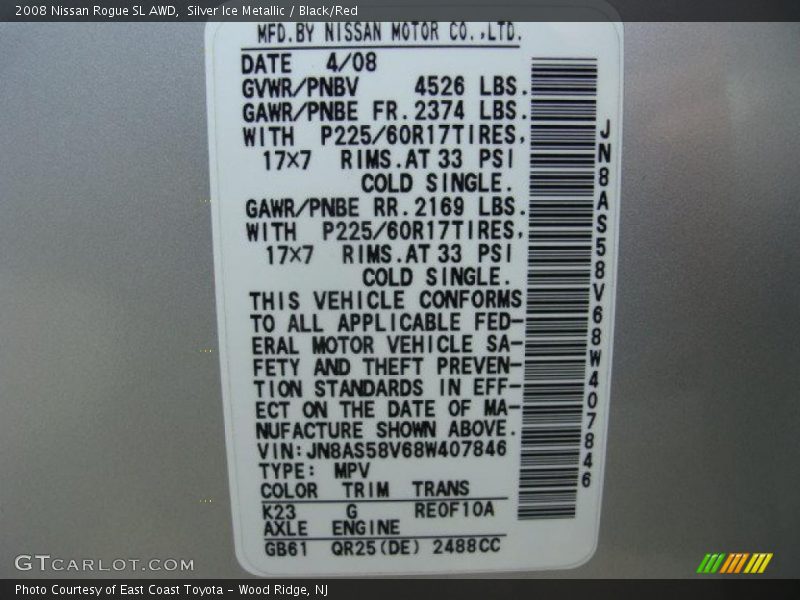 2008 Nissan Rogue SL AWD,  Silver Ice Metallic / Black/Red
MFD.BY NISSAN MOTOR CO.,LTD.
DATE 4/08
GVWR/PNBV 4526 LBS.
GAWR/PNBE FR.2374 LBS.
WITH P225/60R17TIRES,
17×7 RIMS.AT 33 PSI
COLD SINGLE.
GAWR/PNBE RR.2169 LBS.
WITH P225/60R17TIRES,
17×7 RIMS.AT 33 PSI
COLD SINGLE.
THIS VEHICLE CONFORMS
TO ALL APPLICABLE FED-
ERAL MOTOR VEHICLE SA-
FETY AND THEFT PREVEN-
TION STANDARDS IN EFF-
ECT ON THE DATE OF MA-
NUFACTURE SHOWN ABOVE.
VIN:JN8AS58V68W407846
TYPE: MPV
COLOR TRIM TRANS
K23 G RE0F10A
AXLE ENGINE
GB61 QR25(DE) 2488CC
JN8AS58V68W407846
GTCARLOT.COM
Photo Courtesy of East Coast Toyota – Wood Ridge, NJ